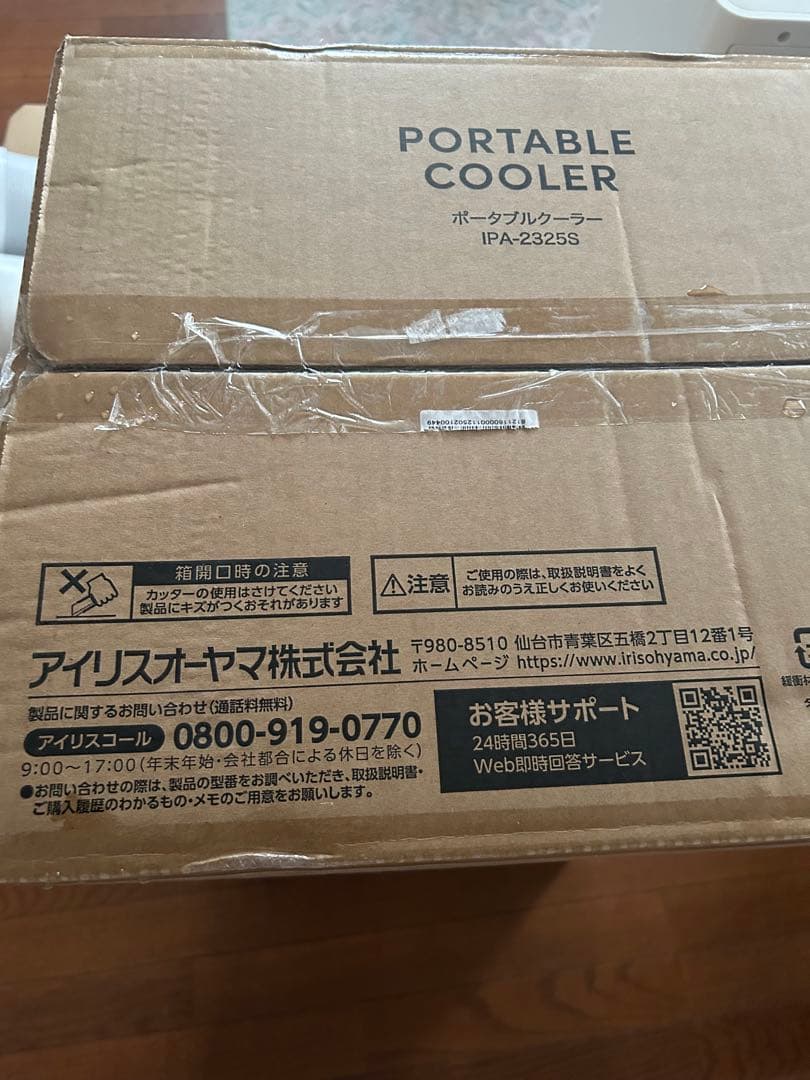 PORTABLE
COOLER
ポータブルクーラー
IPA-2325S
箱開口時の注意
カッターの使用はさけてください
製品にキズがつくおそれがあります
注意
ご使用の際は、取扱説明書をよく
お読みのうえ正しくお使いください
アイリスオーヤマ株式会社
〒980-8510 仙台市青葉区五橋2丁目12番1号
ホームページ https://www.irisohyama.co.jp/
製品に関するお問い合わせ(通話料無料)
アイリスコール 0800-919-0770
9:00〜17:00(年末年始・会社都合による休日を除く)
●お問い合わせの際は、製品の型番をお調べいただき、取扱説明書・
ご購入履歴のわかるもの・メモのご用意をお願いします。
お客様サポート
24時間365日
Web即時回答サービス
緩衝材